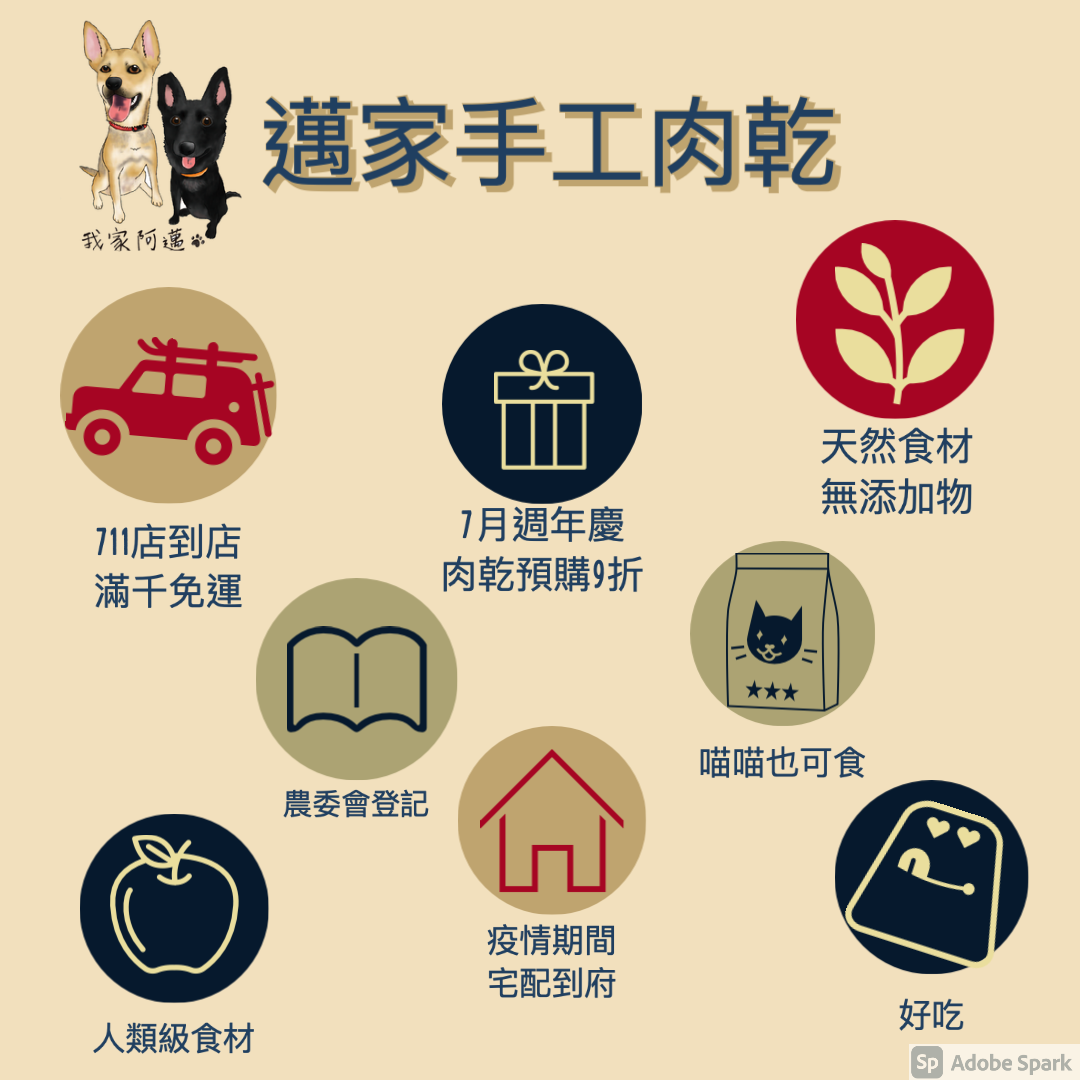 邁家手工肉乾
我家阿邁
天然食材
無添加物
711店到店
滿千免運
7月週年慶
肉乾預購9折
喵喵也可食
農委會登記
疫情期間
宅配到府
好吃
人類級食材
Sp Adobe Spark